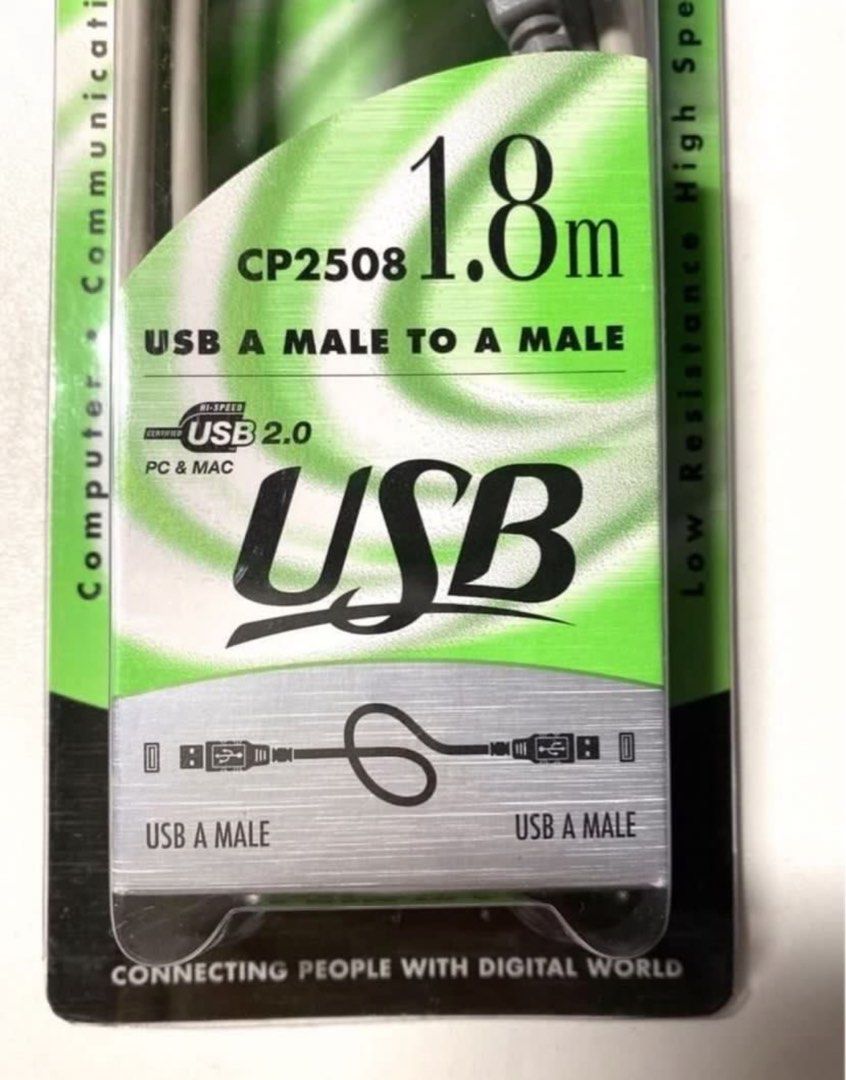 Computer • Communicati
Low Resistance High Spe
CP2508 1.8m
USB A MALE TO A MALE
HI-SPEED
CERTIFIED USB 2.0
PC & MAC
USB
USB A MALE
USB A MALE
CONNECTING PEOPLE WITH DIGITAL WORLD